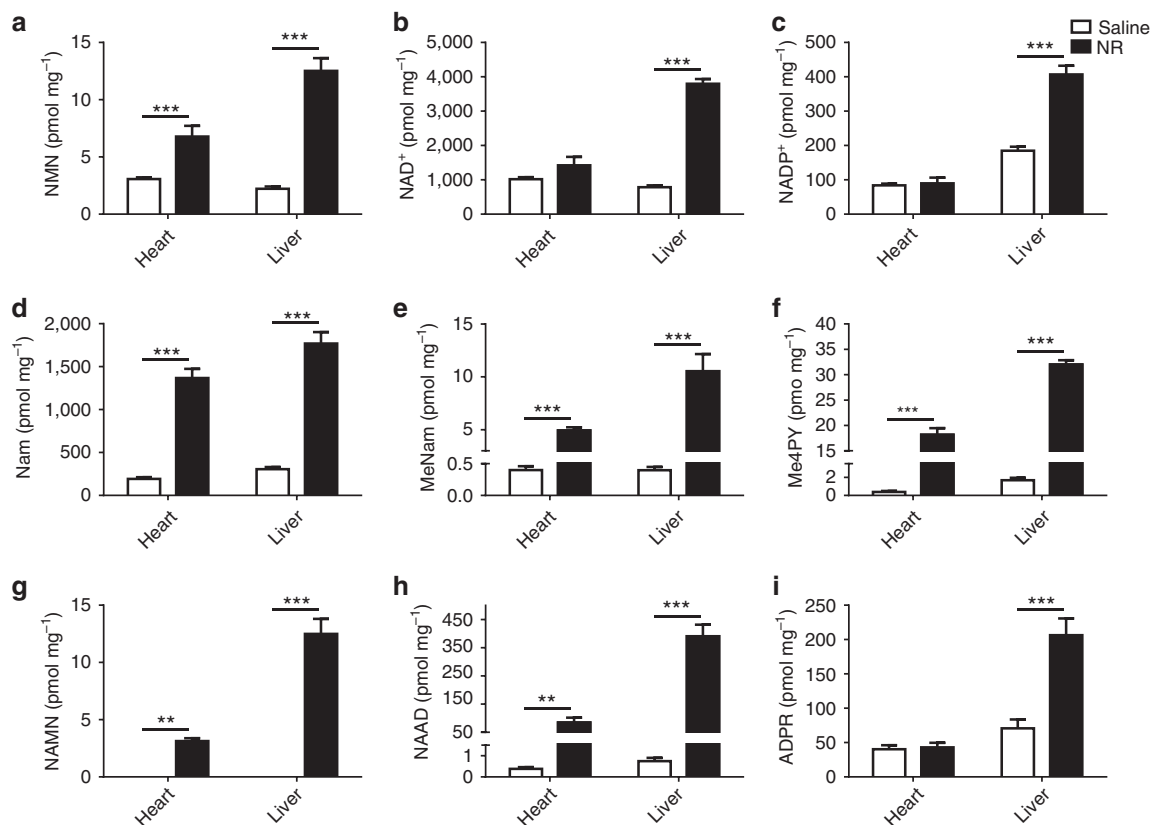 a
NMN (pmol mg⁻¹)
15
10
5
0
***
***
Heart
Liver
b
NAD⁺ (pmol mg⁻¹)
5,000
4,000
3,000
2,000
1,000
0
***
Heart
Liver
c
NADP⁺ (pmol mg⁻¹)
500
400
300
200
100
0
***
Saline
NR
Heart
Liver
d
Nam (pmol mg⁻¹)
2,000
1,500
1,000
500
0
***
***
Heart
Liver
e
MeNam (pmol mg⁻¹)
15
10
5
0.5
0.0
***
***
Heart
Liver
f
Me4PY (pmo mg⁻¹)
40
35
30
25
20
15
2
0
***
***
Heart
Liver
g
NAMN (pmol mg⁻¹)
15
10
5
0
**
***
Heart
Liver
h
NAAD (pmol mg⁻¹)
450
350
250
150
50
1
0
**
***
Heart
Liver
i
ADPR (pmol mg⁻¹)
250
200
150
100
50
0
***
Heart
Liver